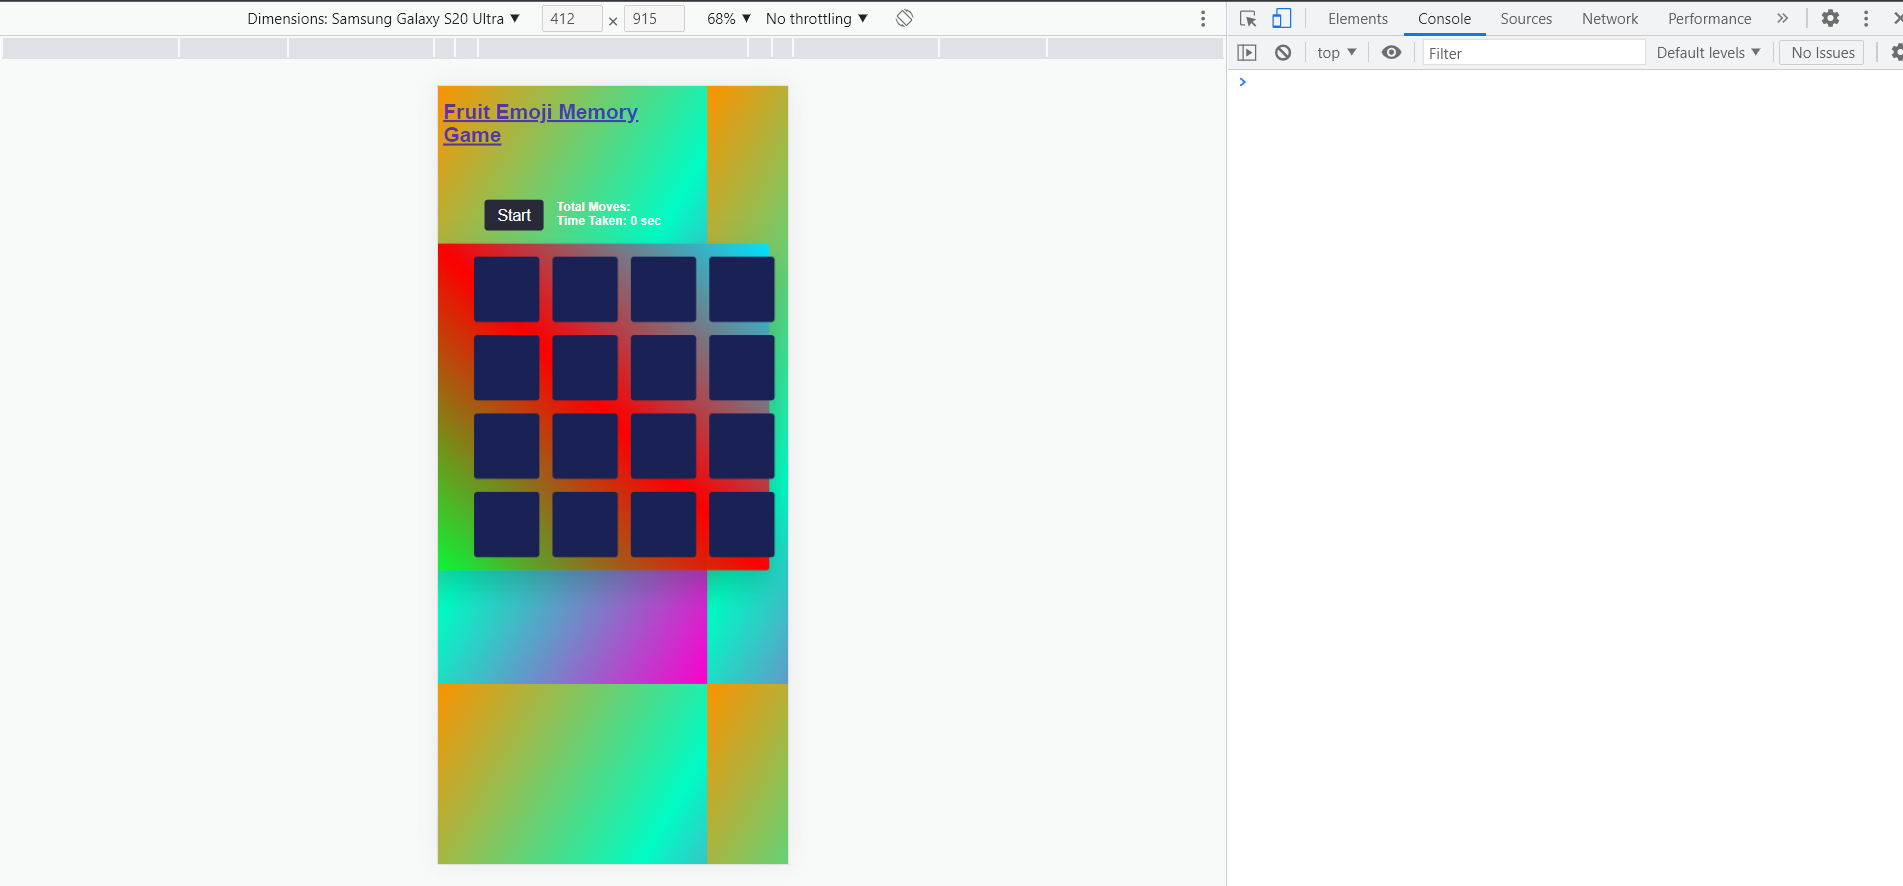 Dimensions: Samsung Galaxy S20 Ultra ▼ 412 × 915 68% ▼ No throttling ▼
Elements Console Sources Network Performance »
top ▼ Filter Default levels ▼ No Issues
Fruit Emoji Memory
Game
Start
Total Moves:
Time Taken: 0 sec